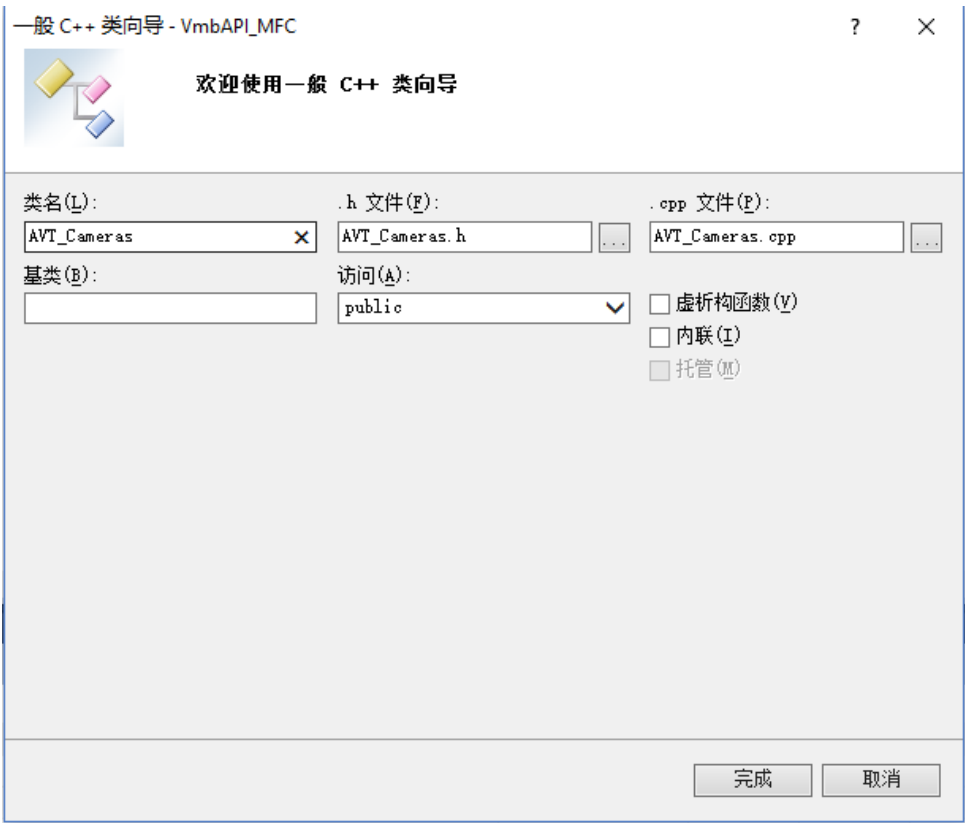 一般 C++ 类向导 - VmbAPI_MFC ?
欢迎使用一般 C++ 类向导
类名(L): .h 文件(F): .cpp 文件(P):
AVT_Cameras AVT_Cameras.h ... AVT_Cameras.cpp ...
基类(B): 访问(A):
public 虚析构函数(V)
内联(I)
托管(M)
完成 取消